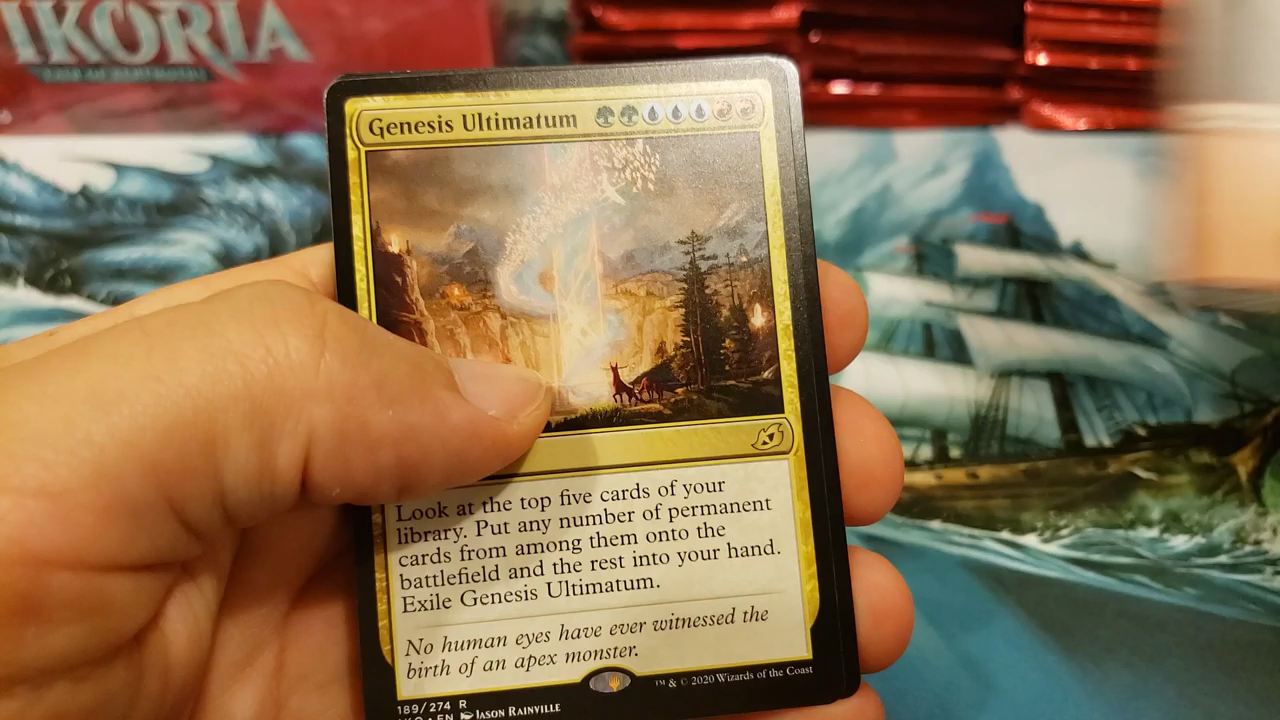 IKORIA
Genesis Ultimatum
Look at the top five cards of your
library. Put any number of permanent
cards from among them onto the
battlefield and the rest into your hand.
Exile Genesis Ultimatum.
No human eyes have ever witnessed the
birth of an apex monster.
189/274 R
™ & © 2020 Wizards of the Coast
EN JASON RAINVILLE